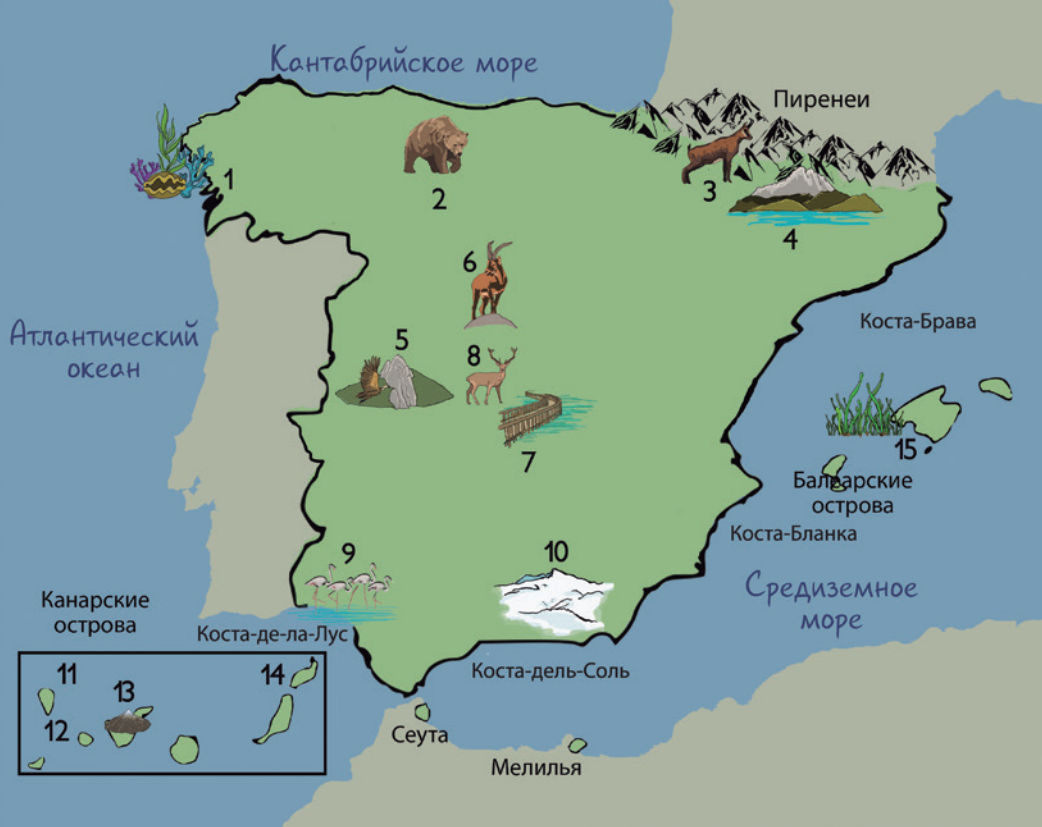 Кантабрийское море
Пиренеи
1
2
3
4
6
Атлантический
океан
5
8
Коста-Брава
7
15
Балеарские
острова
Коста-Бланка
9
10
Средиземное
море
Канарские
острова
Коста-де-ла-Лус
Коста-дель-Соль
11
13
14
12
Сеута
Мелилья